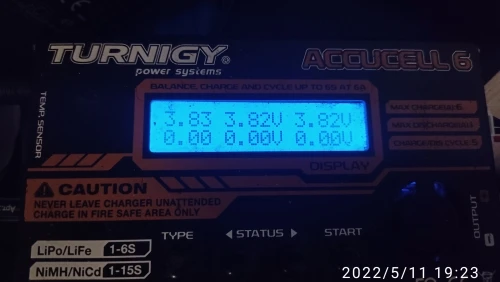 TURNIGY
ACCUCELL 6
power systems
BALANCE, CHARGE AND CYCLE UP TO 5S AT 6A
TEMP. SENSOR
3.83 3.82V 3.82V
0.00 0.00V 0.00V
DISPLAY
CAUTION
NEVER LEAVE CHARGER UNATTENDED
CHARGE IN FIRE SAFE AREA ONLY
TYPE
STATUS
START
OUTPUT
LiPo/LiFe 1-6S
NiMH/NiCd 1-15S
2022/5/11 19:23